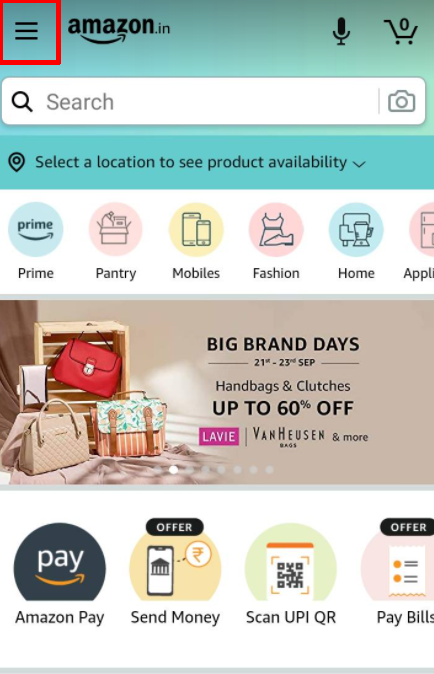 amazon.in
0
Search
Select a location to see product availability
prime
Prime
Pantry
Mobiles
Fashion
Home
Appli
BIG BRAND DAYS
21st - 23rd SEP
Handbags & Clutches
UP TO 60% OFF
LAVIE | VAN HEUSEN & more
BAGS
OFFER
OFFER
pay
₹
Amazon Pay
Send Money
Scan UPI QR
Pay Bills